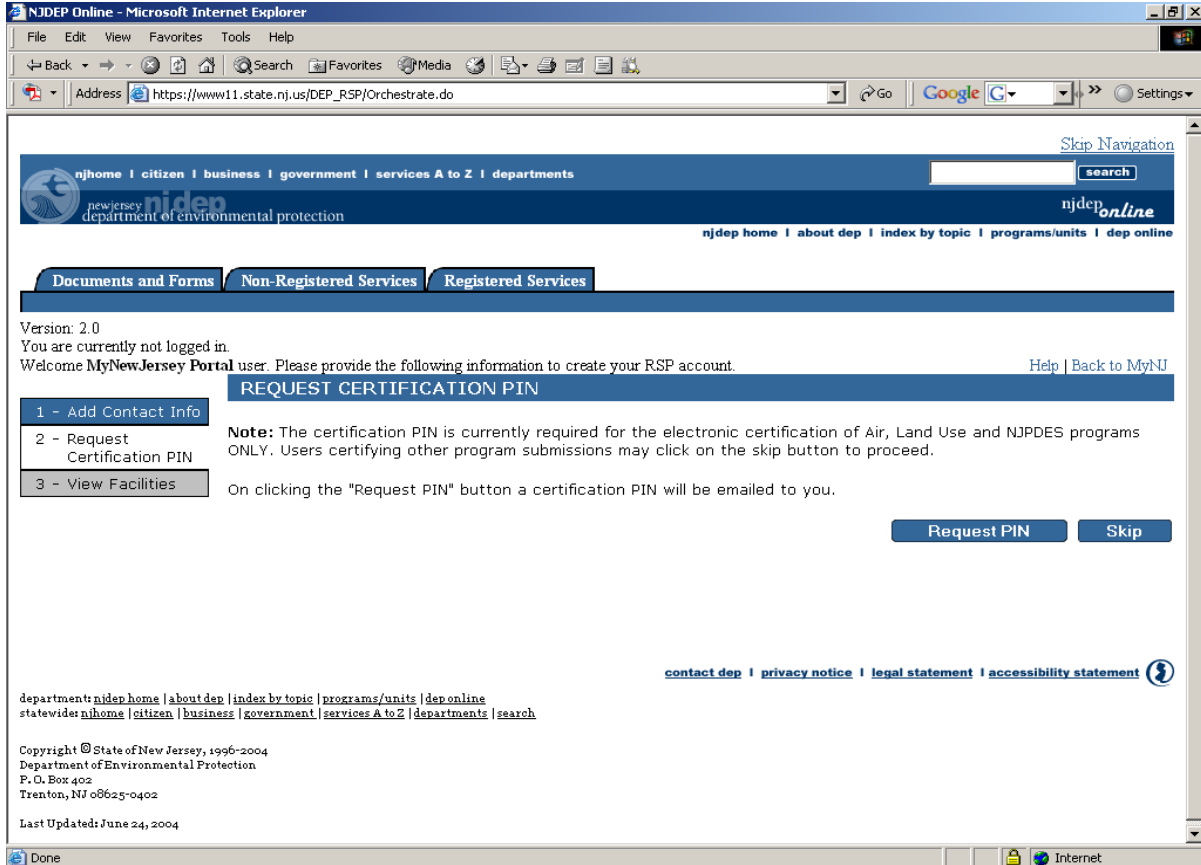 NJDEP Online - Microsoft Internet Explorer
File Edit View Favorites Tools Help
Back Search Favorites Media
Address https://www11.state.nj.us/DEP_RSP/Orchestrate.do Go Google G Settings
Skip Navigation
njhome I citizen I business I government I services A to Z I departments search
newjersey njdep
department of environmental protection
njdeponline
njdep home I about dep I index by topic I programs/units I dep online
Documents and Forms Non-Registered Services Registered Services
Version: 2.0
You are currently not logged in.
Welcome MyNewJersey Portal user. Please provide the following information to create your RSP account. Help | Back to MyNJ
REQUEST CERTIFICATION PIN
1 - Add Contact Info
2 - Request
Certification PIN
3 - View Facilities
Note: The certification PIN is currently required for the electronic certification of Air, Land Use and NJPDES programs
ONLY. Users certifying other program submissions may click on the skip button to proceed.
On clicking the "Request PIN" button a certification PIN will be emailed to you.
Request PIN Skip
contact dep I privacy notice I legal statement I accessibility statement
department: njdep home | about dep | index by topic | programs/units | dep online
statewide: njhome | citizen | business | government | services A to Z | departments | search
Copyright © State of New Jersey, 1996-2004
Department of Environmental Protection
P. O. Box 402
Trenton, NJ 08625-0402
Last Updated: June 24, 2004
Done Internet